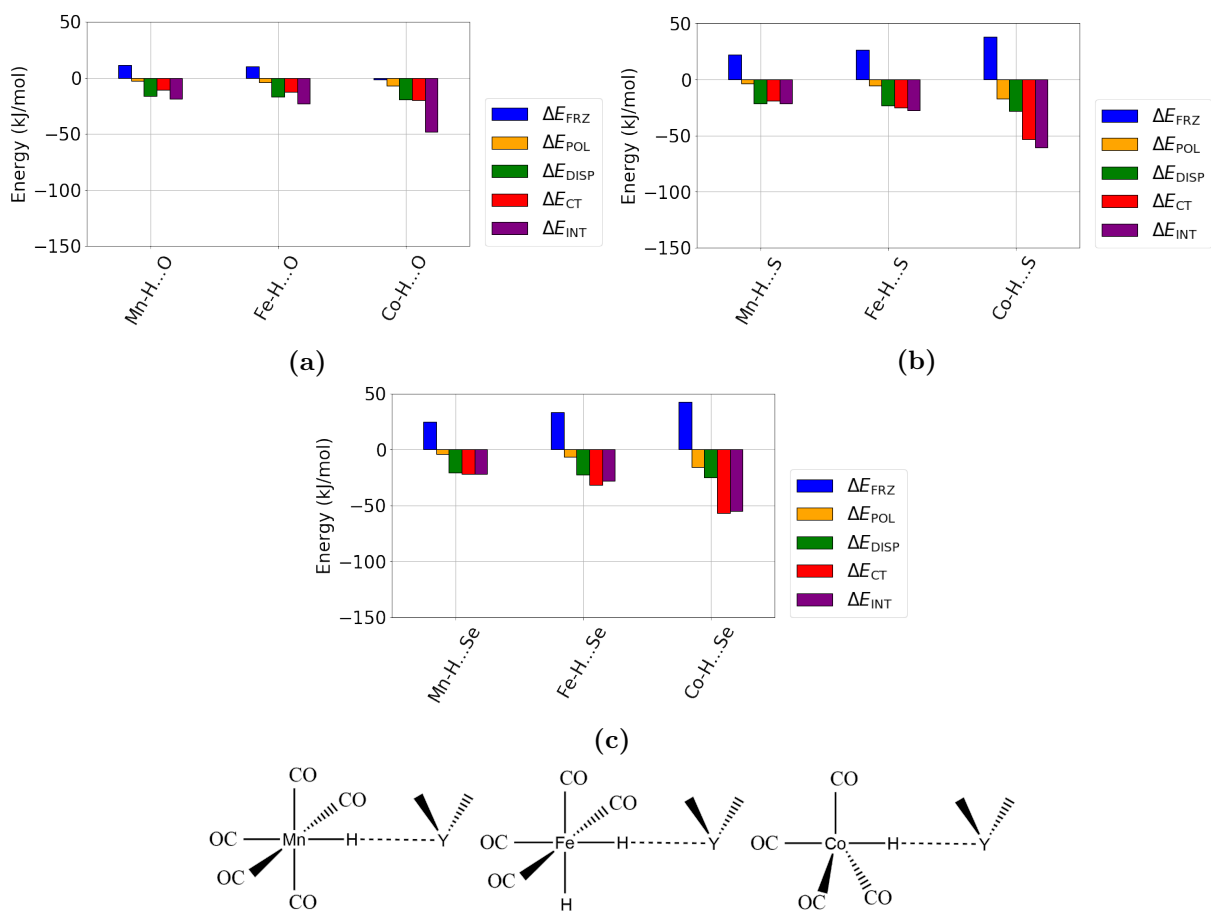 50
0
−50
−100
−150
Energy (kJ/mol)
Mn-H...O
Fe-H...O
Co-H...O
ΔE_FRZ
ΔE_POL
ΔE_DISP
ΔE_CT
ΔE_INT
(a)
50
0
−50
−100
−150
Energy (kJ/mol)
Mn-H...S
Fe-H...S
Co-H...S
ΔE_FRZ
ΔE_POL
ΔE_DISP
ΔE_CT
ΔE_INT
(b)
50
0
−50
−100
−150
Energy (kJ/mol)
Mn-H...Se
Fe-H...Se
Co-H...Se
ΔE_FRZ
ΔE_POL
ΔE_DISP
ΔE_CT
ΔE_INT
(c)
CO
CO
OC Mn H Y
OC
CO
CO
CO
OC Fe H Y
OC
H
CO
OC Co H Y
OC CO